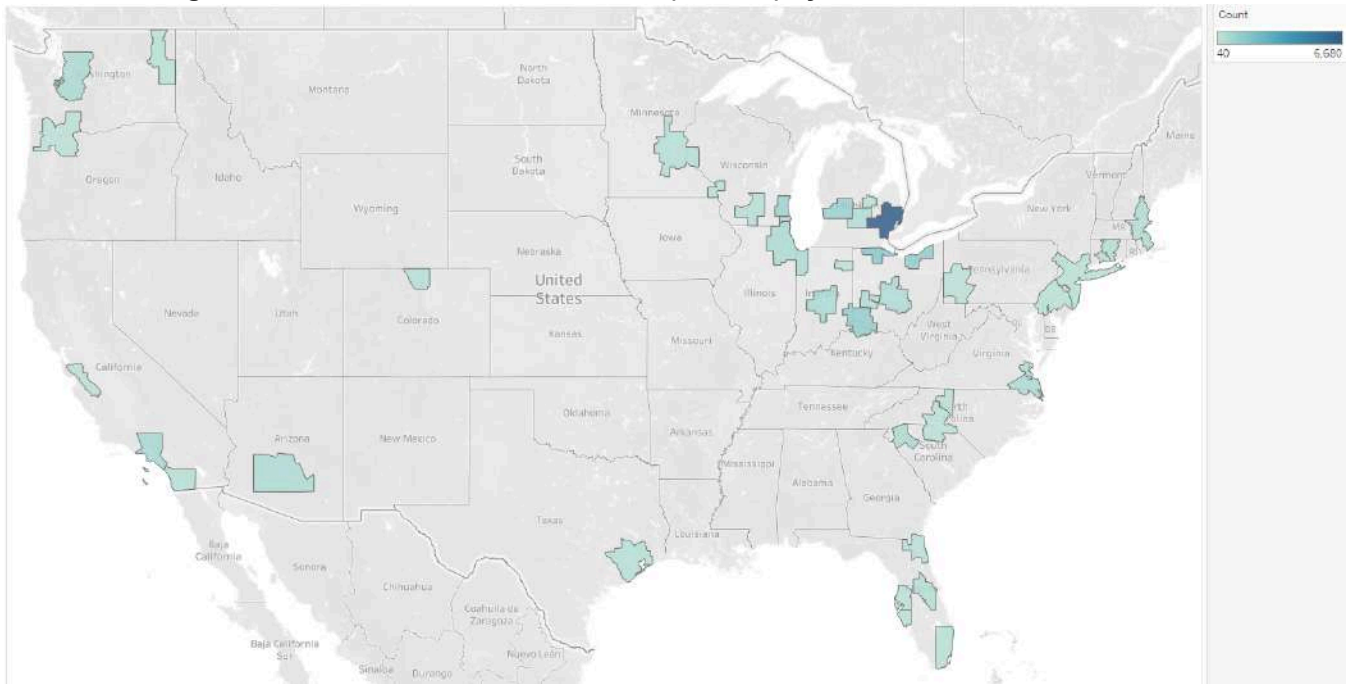 Count
40 6,680
Washington
Montana
North
Dakota
Minnesota
Maine
Oregon
Idaho
South
Dakota
Wisconsin
Vermont
Wyoming
New York
Iowa
Nebraska
Pennsylvania
United
States
Nevada
Utah
Colorado
Illinois
Kansas
Missouri
West
Virginia
Kentucky
Virginia
California
Tennessee
Oklahoma
Arizona
New Mexico
Arkansas
South
Carolina
Mississippi
Alabama
Georgia
Texas
Louisiana
Baja
California
Sonora
Chihuahua
Coahuila de
Zaragoza
Baja California
Sur
Nuevo León
Sinaloa
Durango